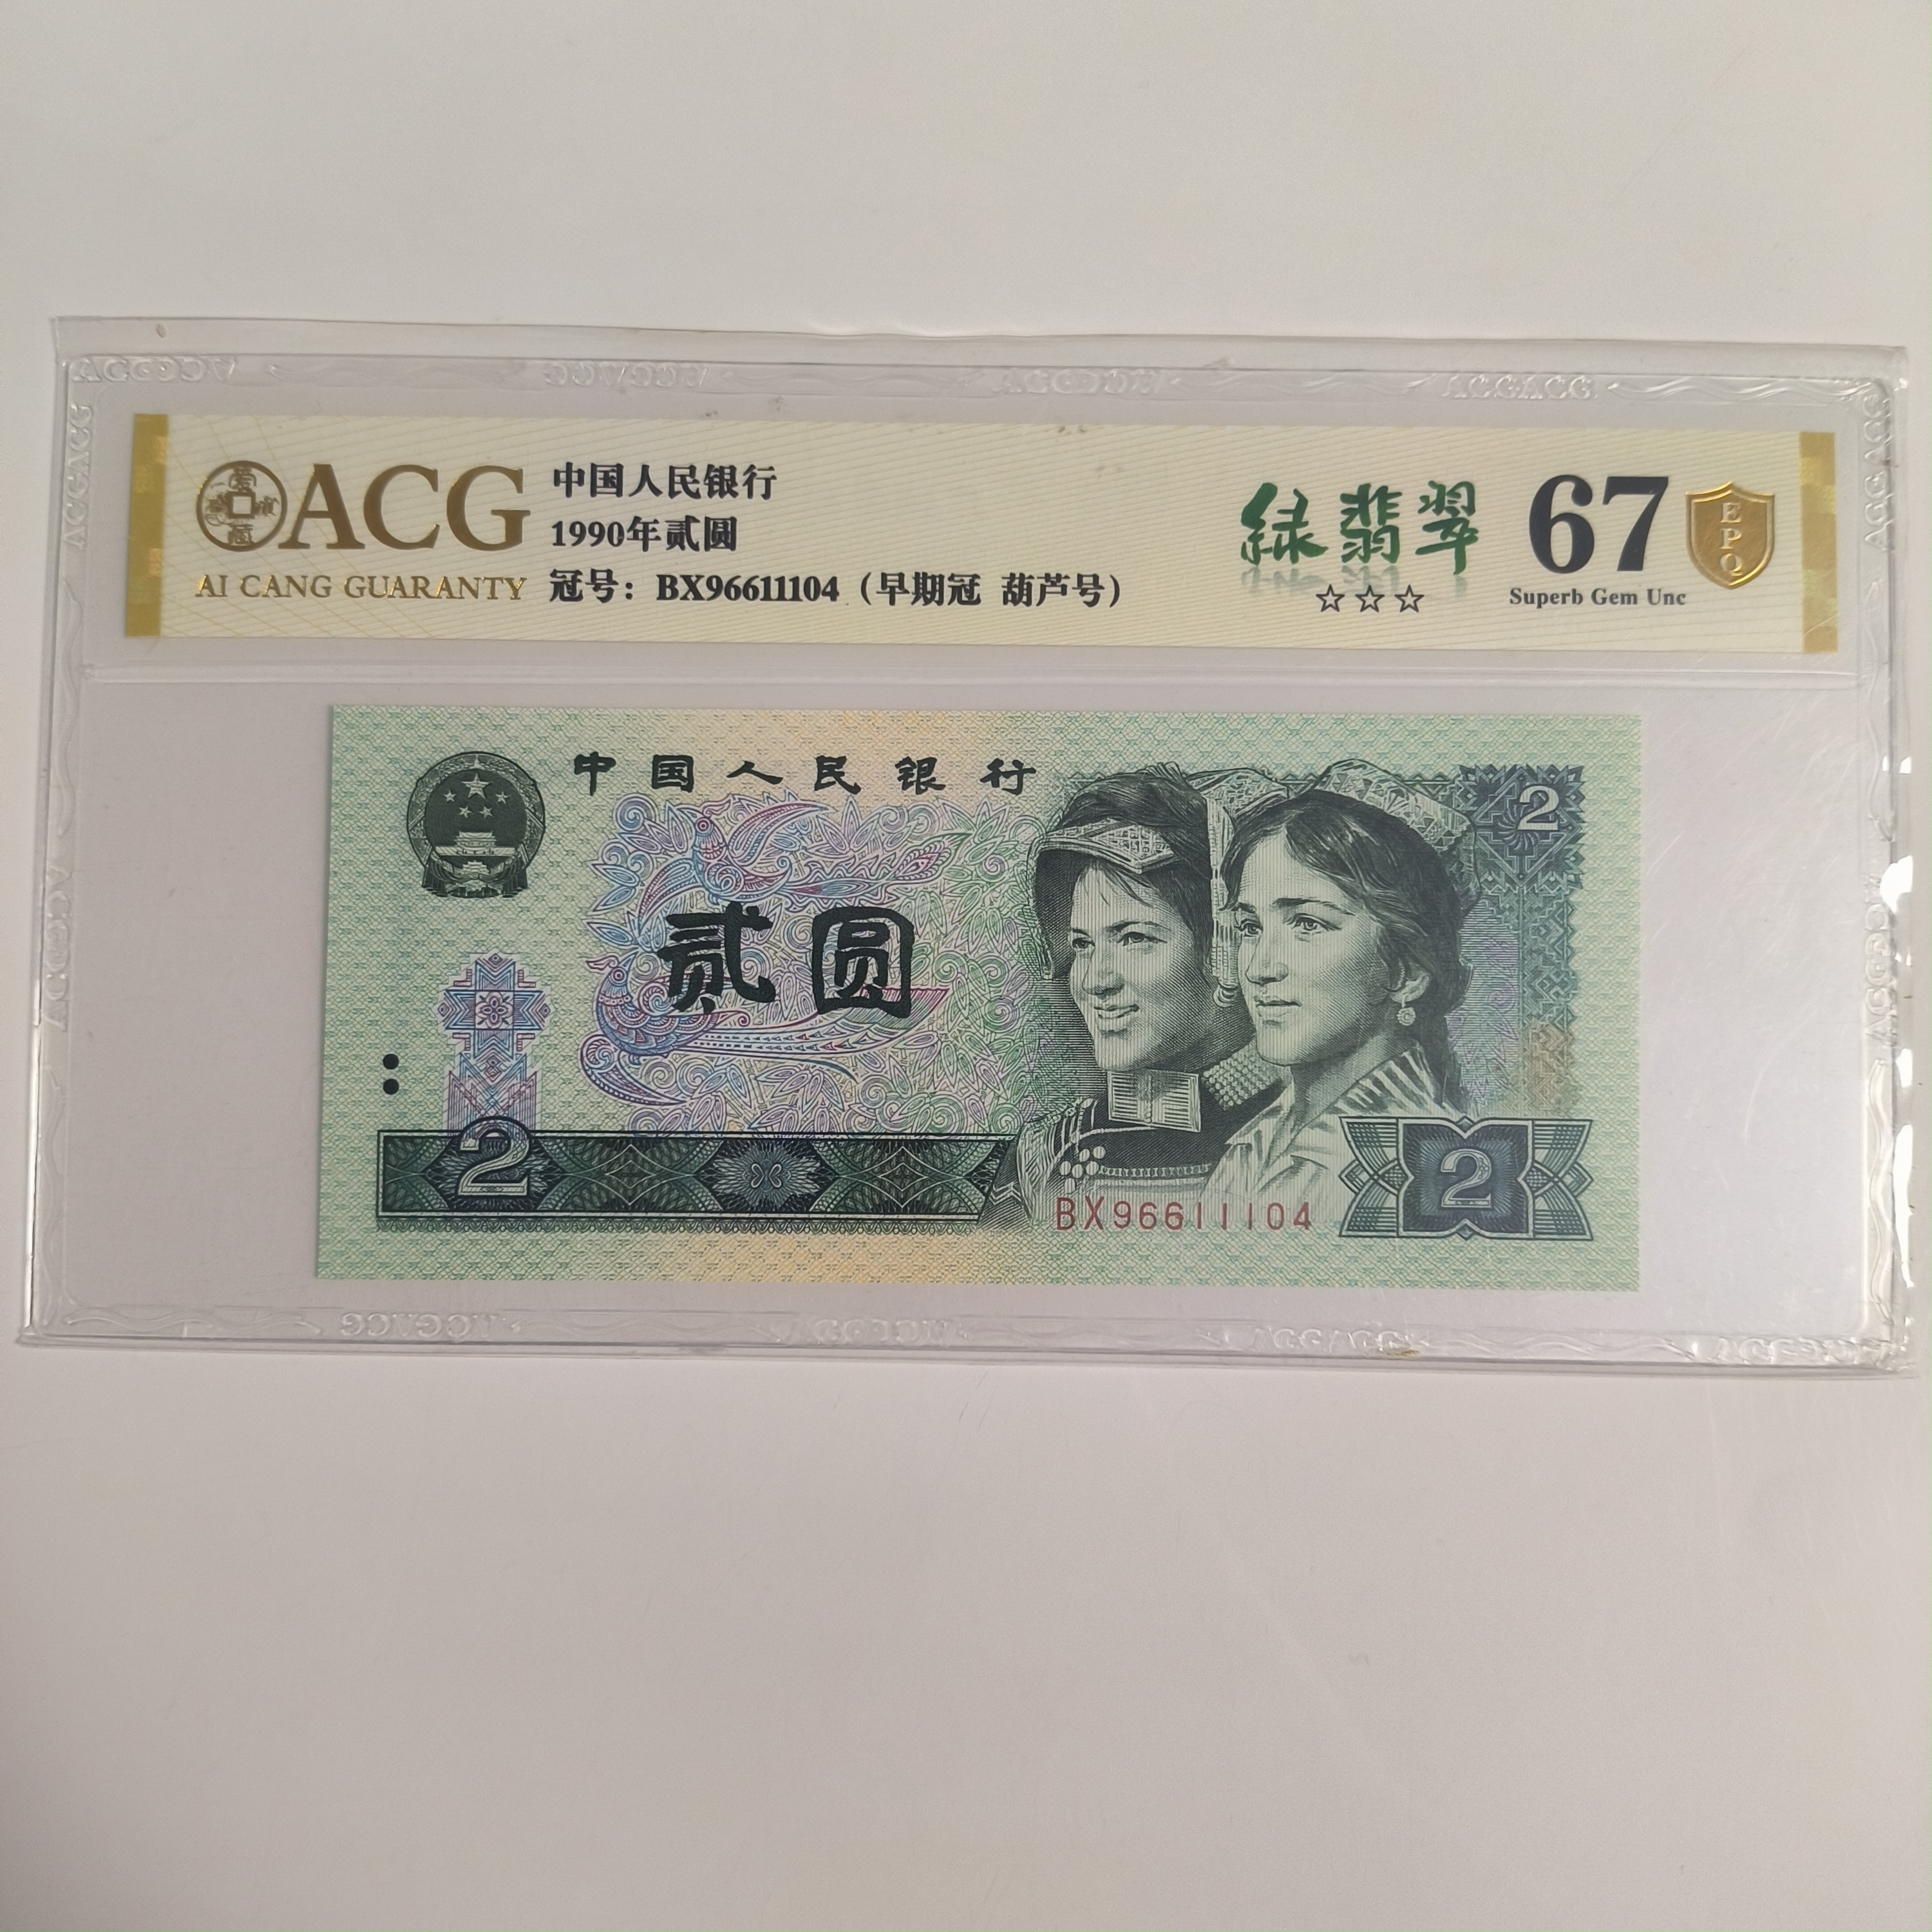 ACG
AI CANG GUARANTY
中国人民银行
1990年贰圆
冠号：BX96611104（早期冠 葫芦号）
绿翡翠
☆☆☆
67
Superb Gem Unc
EPQ
中国人民银行
2
贰圆
2
BX96611104
2